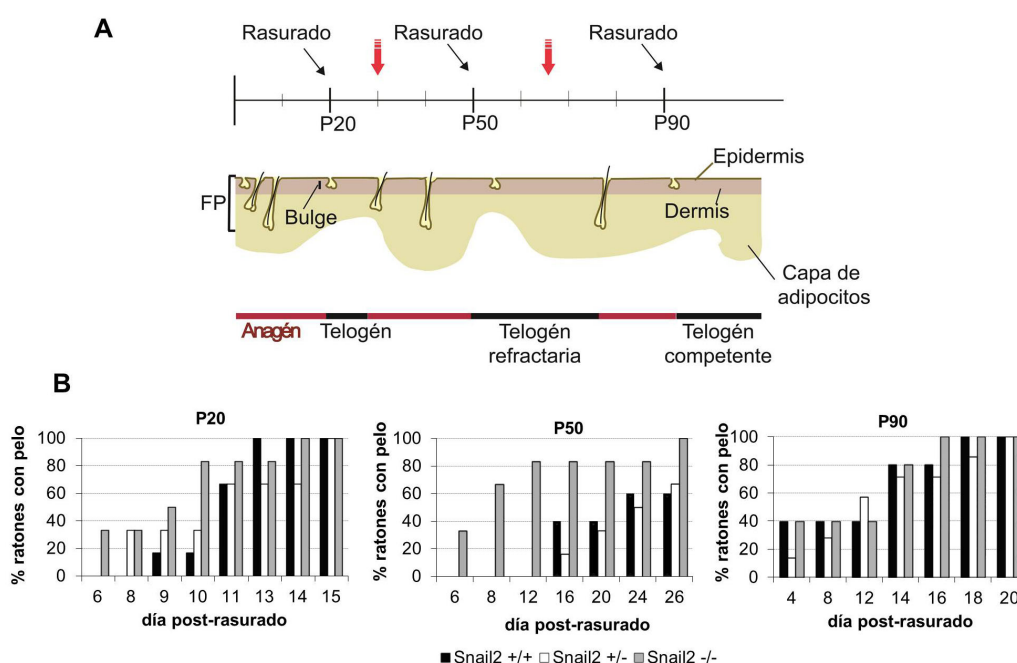 A
Rasurado Rasurado Rasurado
P20 P50 P90
Epidermis
FP
Bulge
Dermis
Capa de
adipocitos
Anagén Telogén Telogén
refractaria Telogén
competente
B
P20
% ratones con pelo
100
80
60
40
20
0
6 8 9 10 11 13 14 15
día post-rasurado
P50
% ratones con pelo
100
80
60
40
20
0
6 8 12 16 20 24 26
día post-rasurado
P90
% ratones con pelo
100
80
60
40
20
0
4 8 12 14 16 18 20
día post-rasurado
Snail2 +/+ Snail2 +/- Snail2 -/-